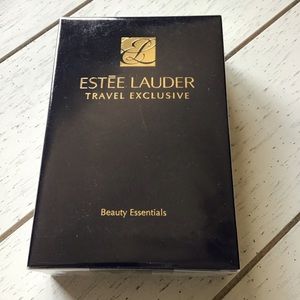 EL
ESTĒE LAUDER
TRAVEL EXCLUSIVE
Beauty Essentials